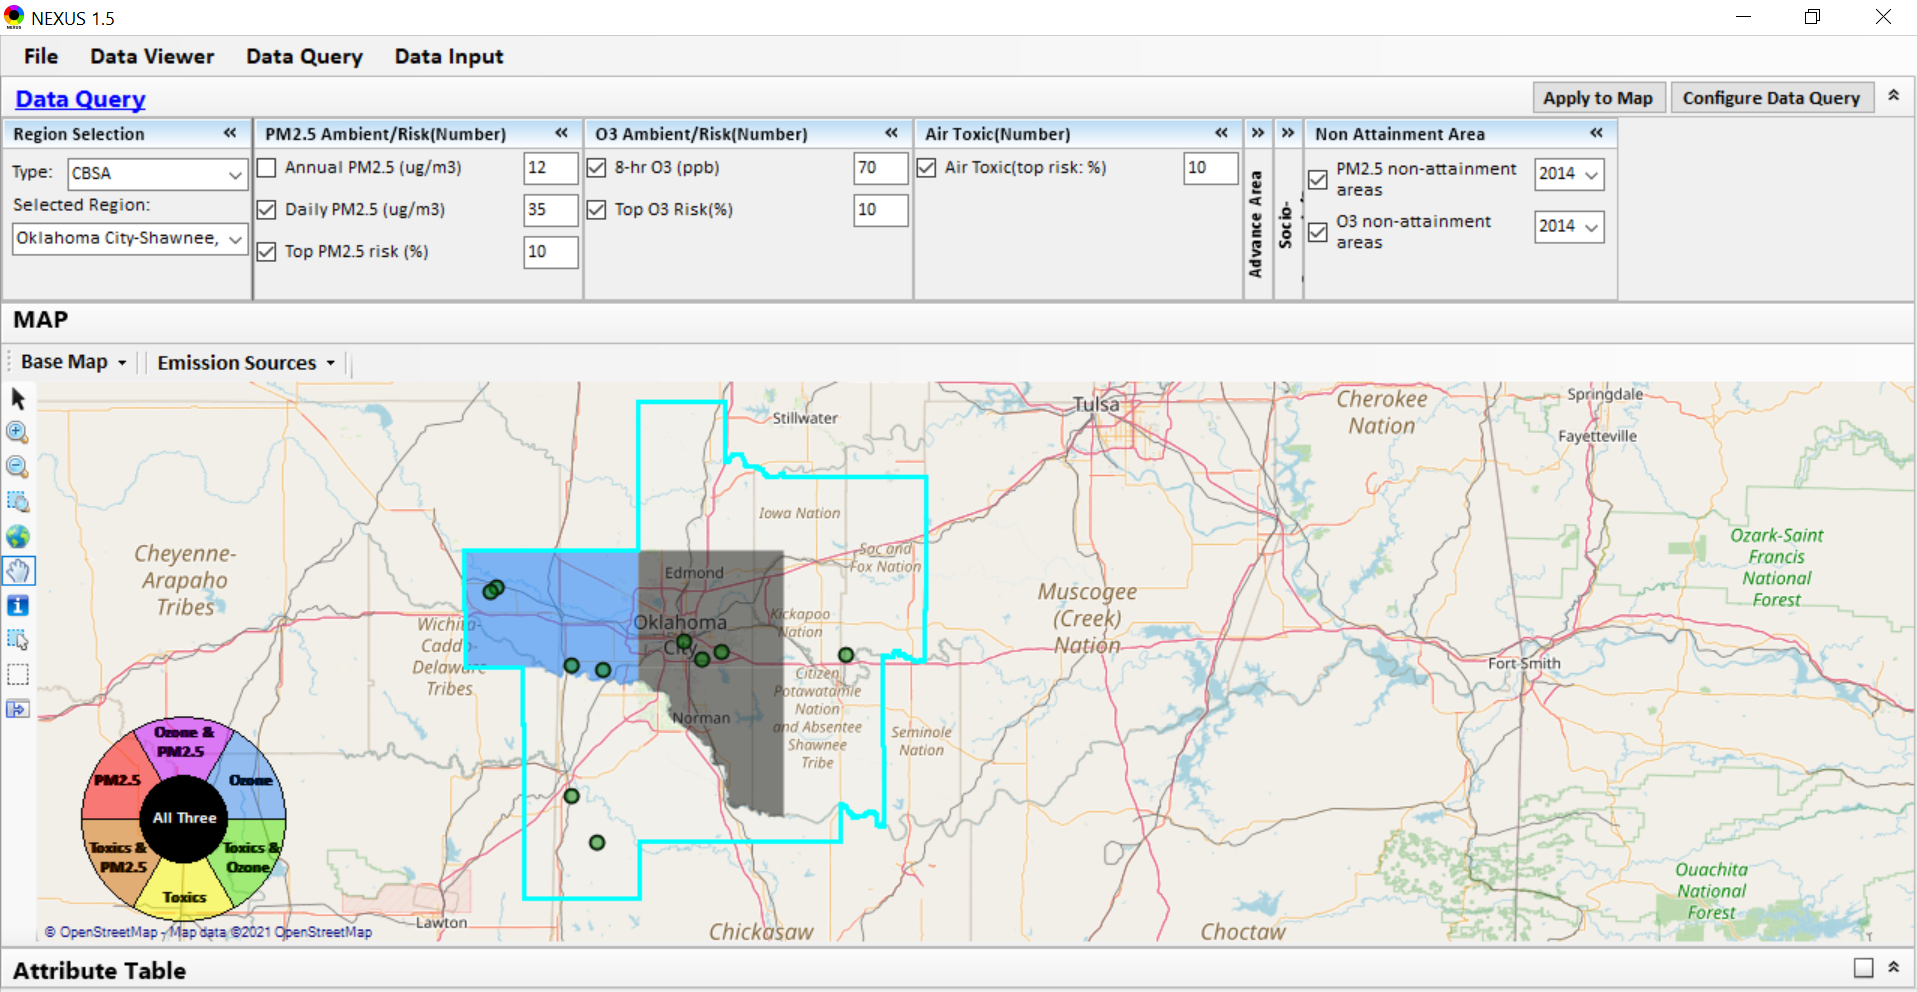 NEXUS 1.5
File Data Viewer Data Query Data Input
Data Query
Apply to Map Configure Data Query
Region Selection
Type: CBSA
Selected Region:
Oklahoma City-Shawnee,
PM2.5 Ambient/Risk(Number)
Annual PM2.5 (ug/m3) 12
Daily PM2.5 (ug/m3) 35
Top PM2.5 risk (%) 10
O3 Ambient/Risk(Number)
8-hr O3 (ppb) 70
Top O3 Risk(%) 10
Air Toxic(Number)
Air Toxic(top risk: %) 10
Advance Area
Socio-
Non Attainment Area
PM2.5 non-attainment
areas
2014
O3 non-attainment
areas
2014
MAP
Base Map Emission Sources
Stillwater
Tulsa
Cherokee
Nation
Springdale
Fayetteville
Iowa Nation
Sac and
Fox Nation
Cheyenne-
Arapaho
Tribes
Edmond
Oklahoma
City
Kickapoo
Nation
Wichita-
Caddo-
Delaware
Tribes
Muscogee
(Creek)
Nation
Ozark-Saint
Francis
National
Forest
Fort Smith
Citizen
Potawatamie
Nation
and Absentee
Shawnee
Tribe
Norman
Seminole
Nation
Ozone &
PM2.5
PM2.5
Ozone
All Three
Toxics &
PM2.5
Toxics &
Ozone
Toxics
Lawton
Chickasaw
Choctaw
Ouachita
National
Forest
© OpenStreetMap - Map data ©2021 OpenStreetMap
Attribute Table